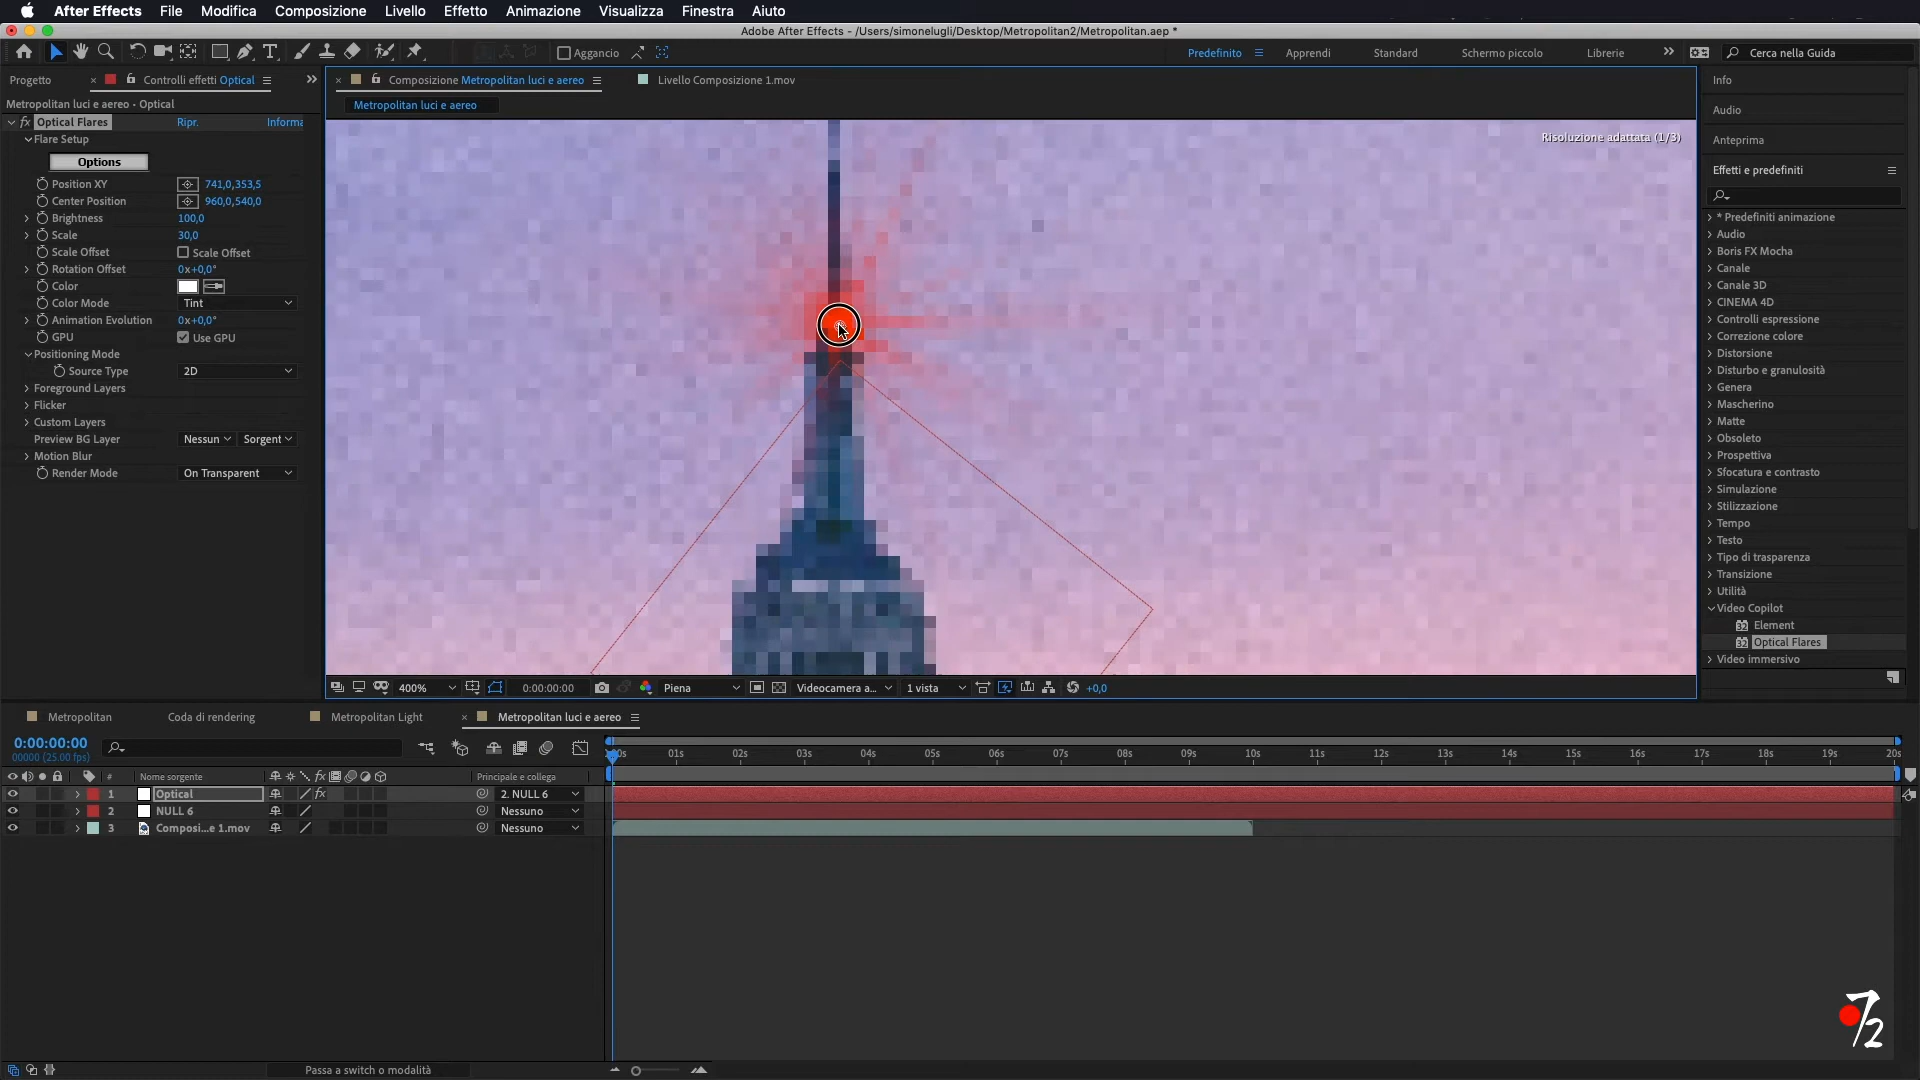 After Effects File Modifica Composizione Livello Effetto Animazione Visualizza Finestra Aiuto
Adobe After Effects - /Users/simonelugli/Desktop/Metropolitan2/Metropolitan.aep *
Aggancio Predefinito Apprendi Standard Schermo piccolo Librerie Cerca nella Guida
Progetto Controlli effetti Optical
Metropolitan luci e aereo • Optical
Optical Flares Ripr. Informa
Flare Setup
Options
Position XY 741,0,353,5
Center Position 960,0,540,0
Brightness 100,0
Scale 30,0
Scale Offset Scale Offset
Rotation Offset 0x+0,0°
Color
Color Mode Tint
Animation Evolution 0x+0,0°
GPU Use GPU
Positioning Mode
Source Type 2D
Foreground Layers
Flicker
Custom Layers
Preview BG Layer Nessun Sorgent
Motion Blur
Render Mode On Transparent
Composizione Metropolitan luci e aereo Livello Composizione 1.mov
Metropolitan luci e aereo
Risoluzione adattata (1/3)
400% 0:00:00:00 Piena Videocamera a... 1 vista +0,0
Info
Audio
Anteprima
Effetti e predefiniti
* Predefiniti animazione
Audio
Boris FX Mocha
Canale
Canale 3D
CINEMA 4D
Controlli espressione
Correzione colore
Distorsione
Disturbo e granulosità
Genera
Mascherino
Matte
Obsoleto
Prospettiva
Sfocatura e contrasto
Simulazione
Stilizzazione
Tempo
Testo
Tipo di trasparenza
Transizione
Utilità
Video Copilot
32 Element
32 Optical Flares
Video immersivo
Metropolitan Coda di rendering Metropolitan Light Metropolitan luci e aereo
0:00:00:00
00000 (25.00 fps)
00s 01s 02s 03s 04s 05s 06s 07s 08s 09s 10s 11s 12s 13s 14s 15s 16s 17s 18s 19s 20s
# Nome sorgente fx Principale e collega
1 Optical fx 2. NULL 6
2 NULL 6 Nessuno
3 Composi...e 1.mov Nessuno
Passa a switch o modalità
7/2